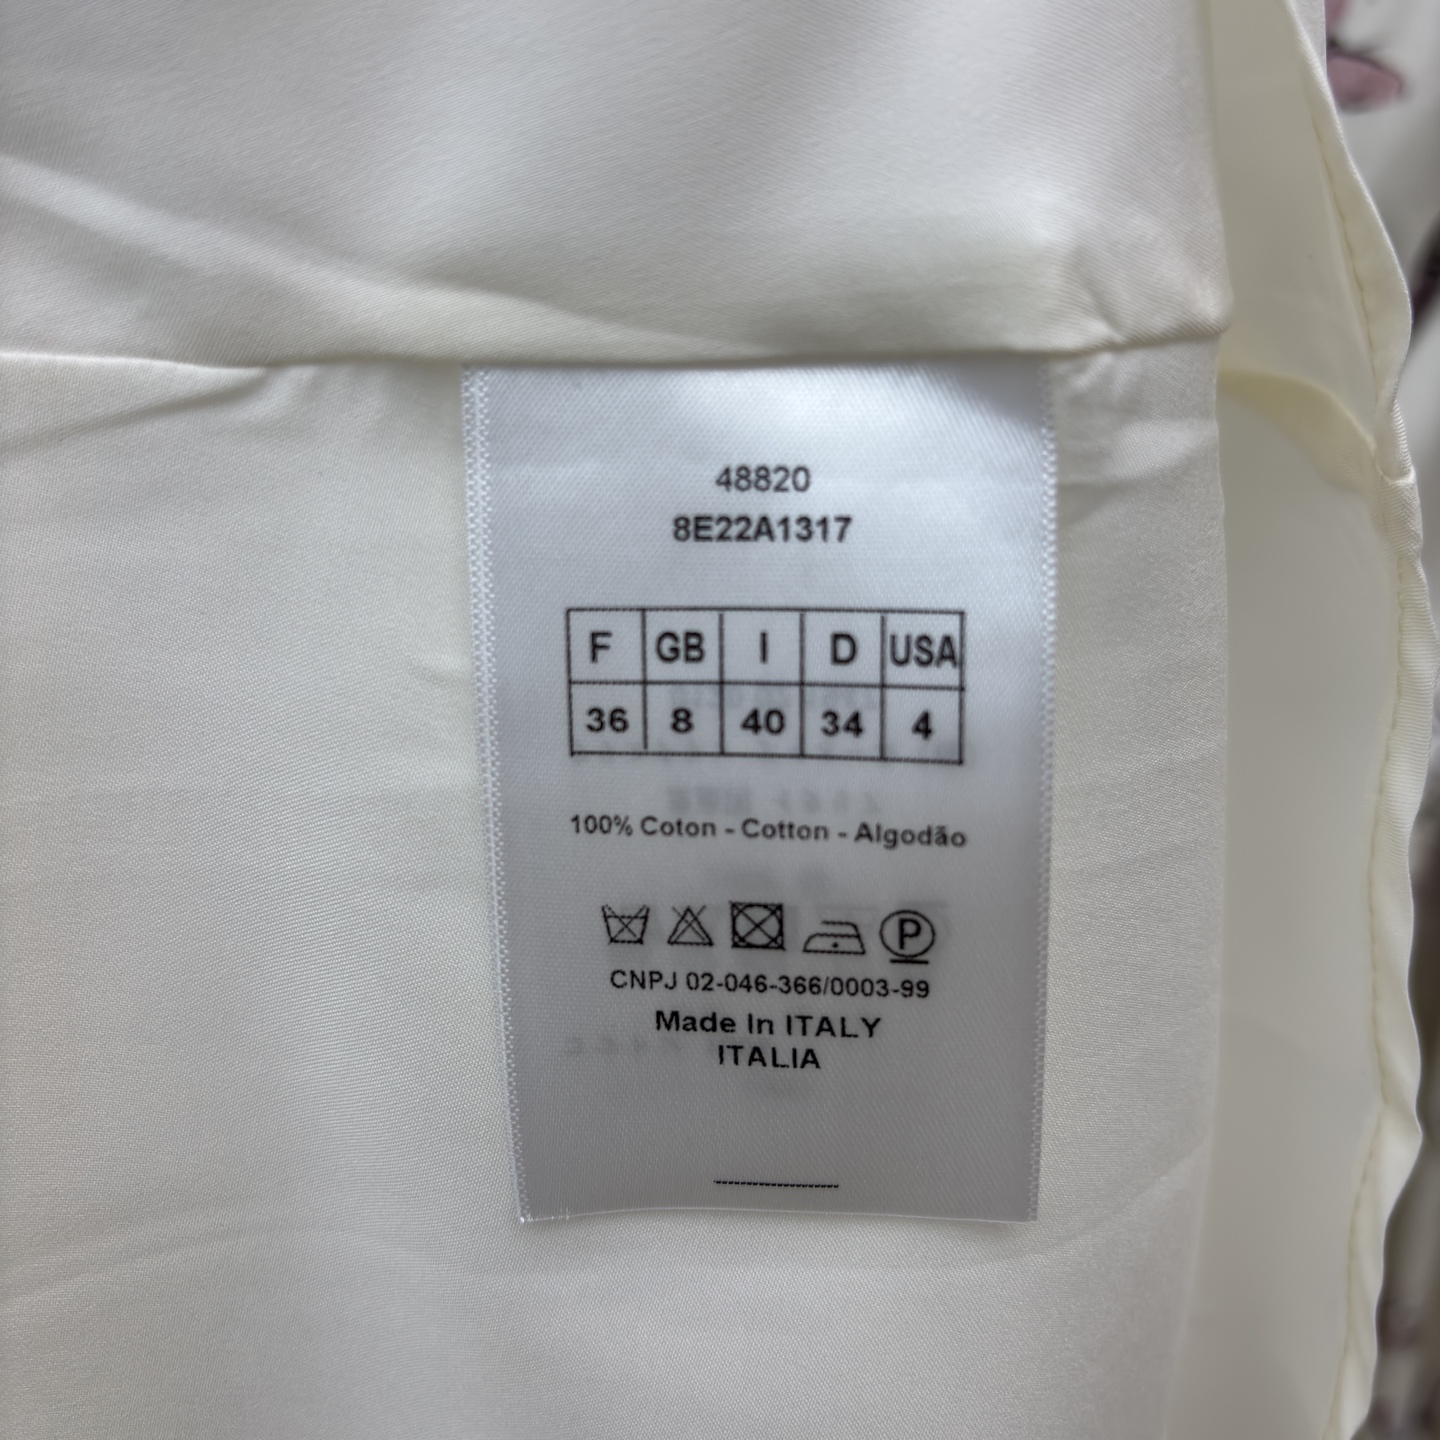 48820
8E22A1317
F GB I D USA
36 8 40 34 4
100% Coton - Cotton - Algodão
P
CNPJ 02-046-366/0003-99
Made In ITALY
ITALIA